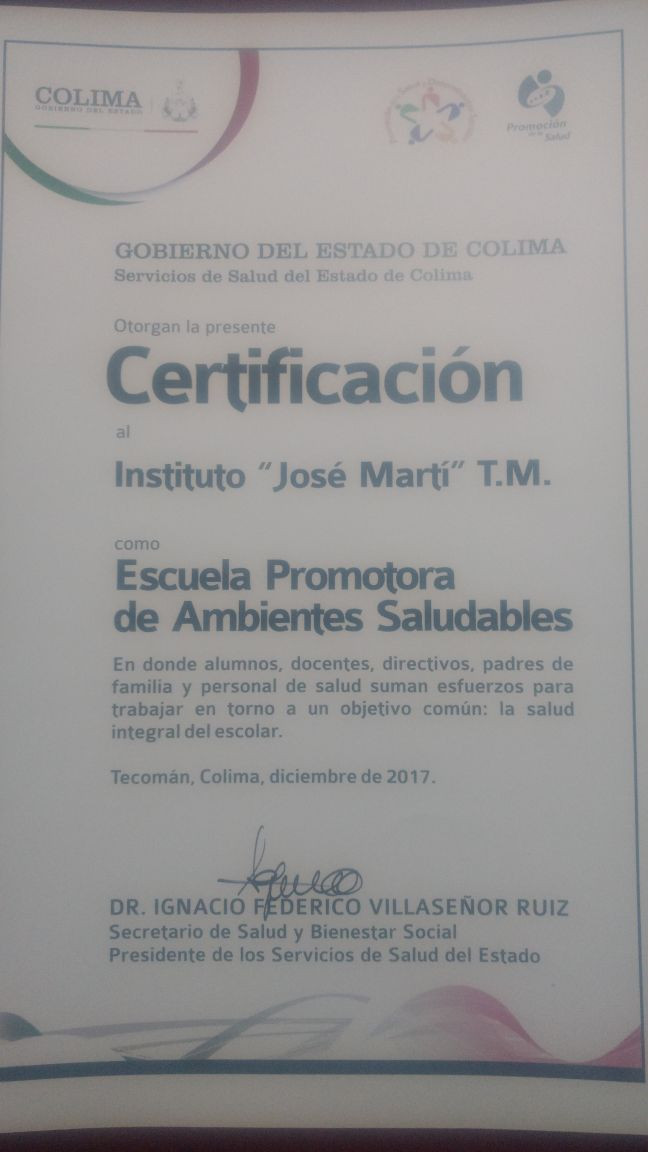 COLIMA
GOBIERNO DEL ESTADO
Promoción
de la
Salud
GOBIERNO DEL ESTADO DE COLIMA
Servicios de Salud del Estado de Colima
Otorgan la presente
Certificación
al
Instituto "José Martí" T.M.
como
Escuela Promotora
de Ambientes Saludables
En donde alumnos, docentes, directivos, padres de
familia y personal de salud suman esfuerzos para
trabajar en torno a un objetivo común: la salud
integral del escolar.
Tecomán, Colima, diciembre de 2017.
DR. IGNACIO FEDERICO VILLASEÑOR RUIZ
Secretario de Salud y Bienestar Social
Presidente de los Servicios de Salud del Estado